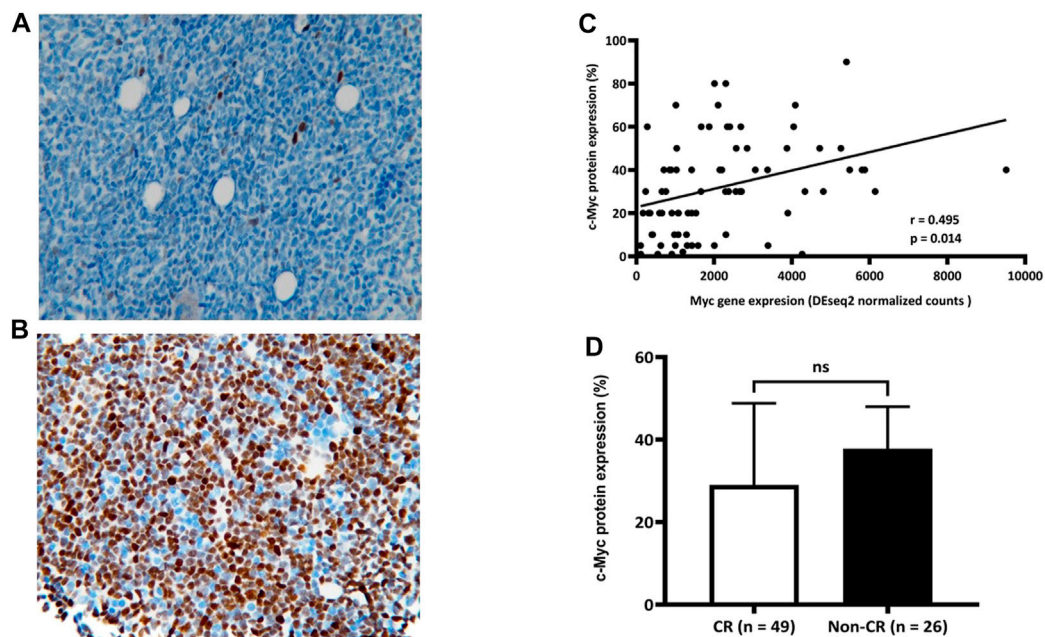 A
B
C
c-Myc protein expression (%)
100
80
60
40
20
0
r = 0.495
p = 0.014
0
2000
4000
6000
8000
10000
Myc gene expresion (DEseq2 normalized counts )
D
c-Myc protein expression (%)
60
40
20
0
ns
CR (n = 49)
Non-CR (n = 26)